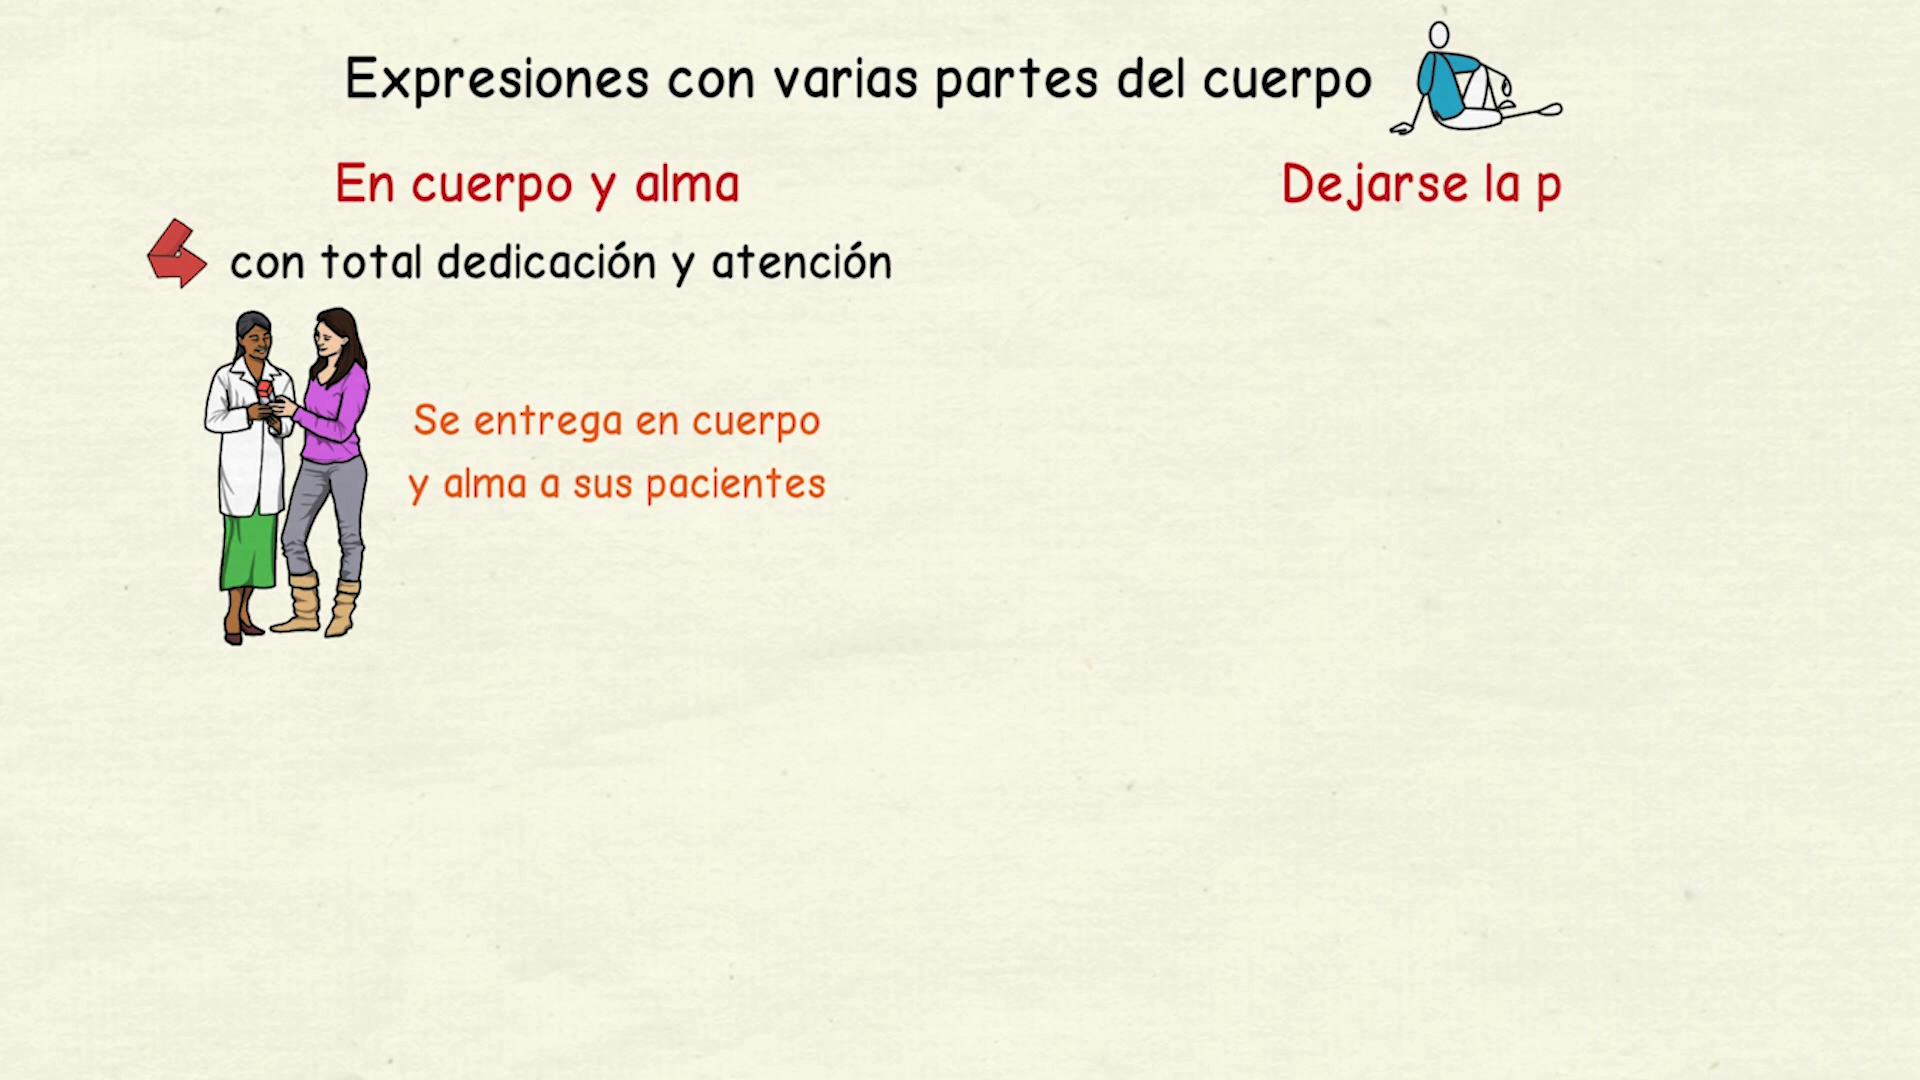 Expresiones con varias partes del cuerpo
En cuerpo y alma
Dejarse la p
con total dedicación y atención
Se entrega en cuerpo
y alma a sus pacientes